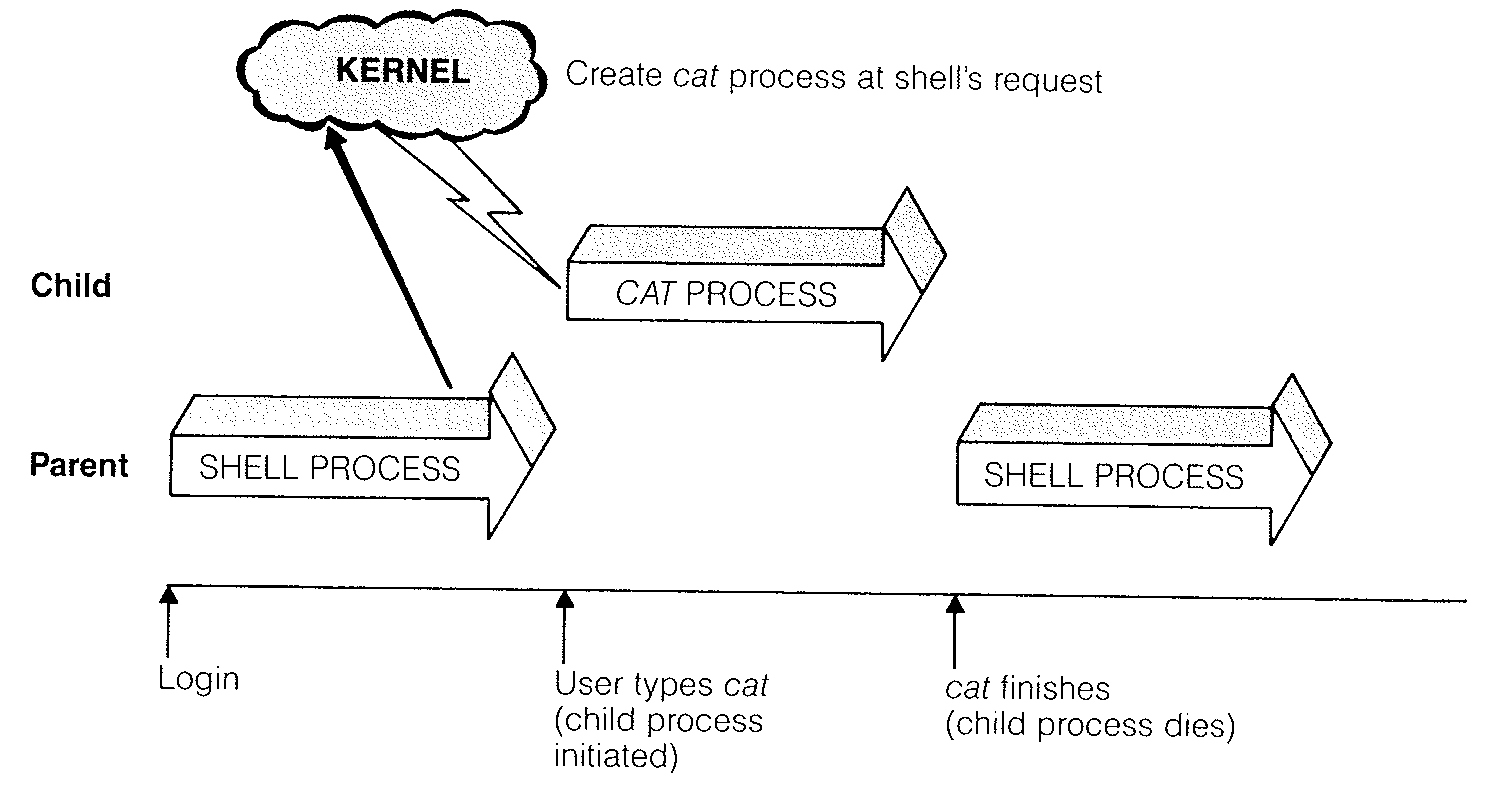 KERNEL
Create cat process at shell's request
Child
CAT PROCESS
Parent
SHELL PROCESS
SHELL PROCESS
Login
User types cat
(child process
initiated)
cat finishes
(child process dies)